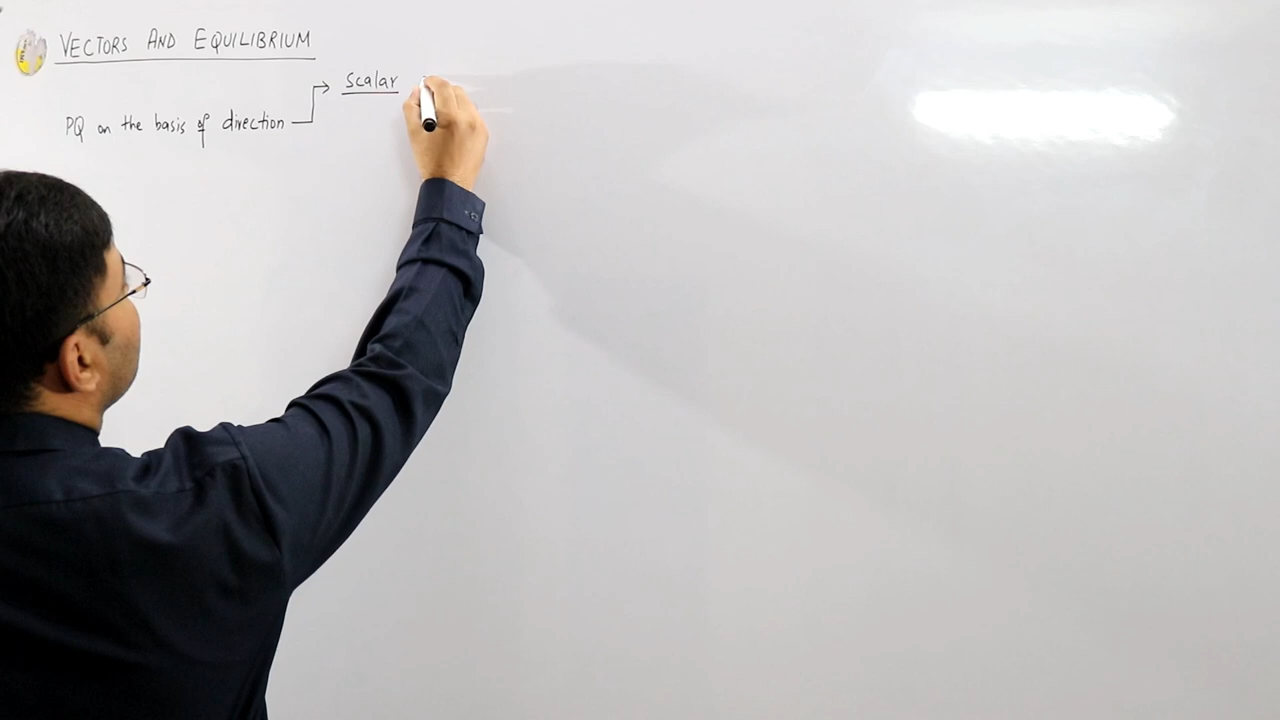 VECTORS AND EQUILIBRIUM
scalar
PQ on the basis of direction